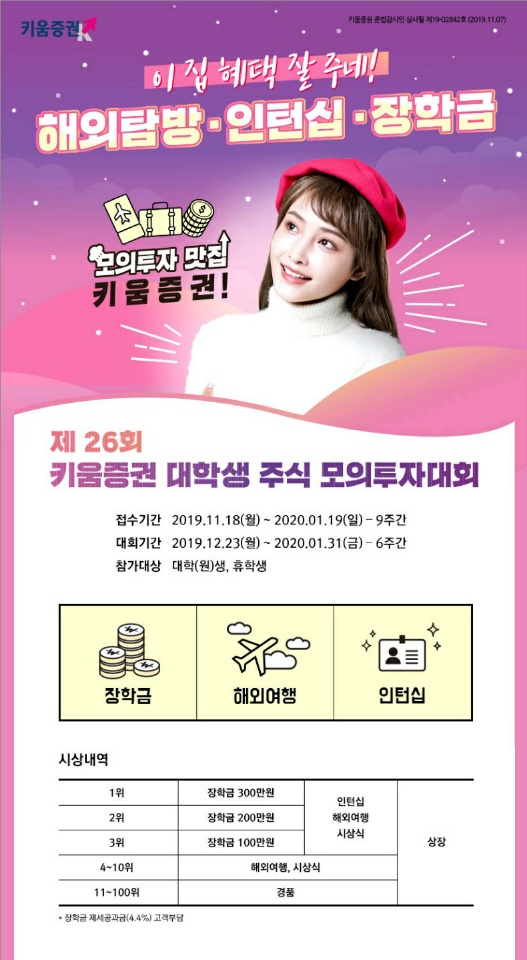 키움증권
키움증권 준법감시인 심사필 제19-02842호 (2019.11.07)
이 집 혜택 잘 주네!
해외탐방·인턴십·장학금
모의투자 맛집
키움증권!
제 26회
키움증권 대학생 주식 모의투자대회
접수기간 2019.11.18(월) ~ 2020.01.19(일) – 9주간
대회기간 2019.12.23(월) ~ 2020.01.31(금) – 6주간
참가대상 대학(원)생, 휴학생
장학금 해외여행 인턴십
시상내역
1위 장학금 300만원
2위 장학금 200만원
3위 장학금 100만원
인턴십
해외여행
시상식
4~10위 해외여행, 시상식
11~100위 경품
상장
* 장학금 제세공과금(4.4%) 고객부담